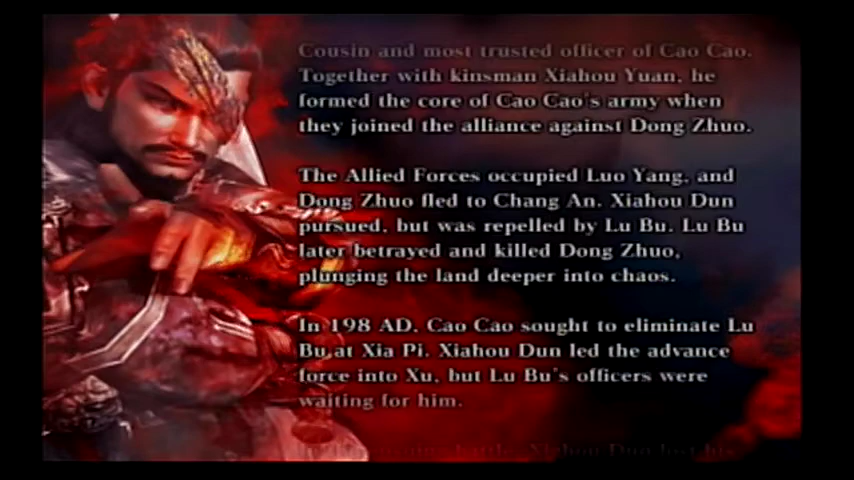 Cousin and most trusted officer of Cao Cao.
Together with kinsman Xiahou Yuan, he
formed the core of Cao Cao's army when
they joined the alliance against Dong Zhuo.
The Allied Forces occupied Luo Yang, and
Dong Zhuo fled to Chang An. Xiahou Dun
pursued, but was repelled by Lu Bu. Lu Bu
later betrayed and killed Dong Zhuo,
plunging the land deeper into chaos.
In 198 AD, Cao Cao sought to eliminate Lu
Bu at Xia Pi. Xiahou Dun led the advance
force into Xu, but Lu Bu's officers were
waiting for him.
Xiahou Dun lost his